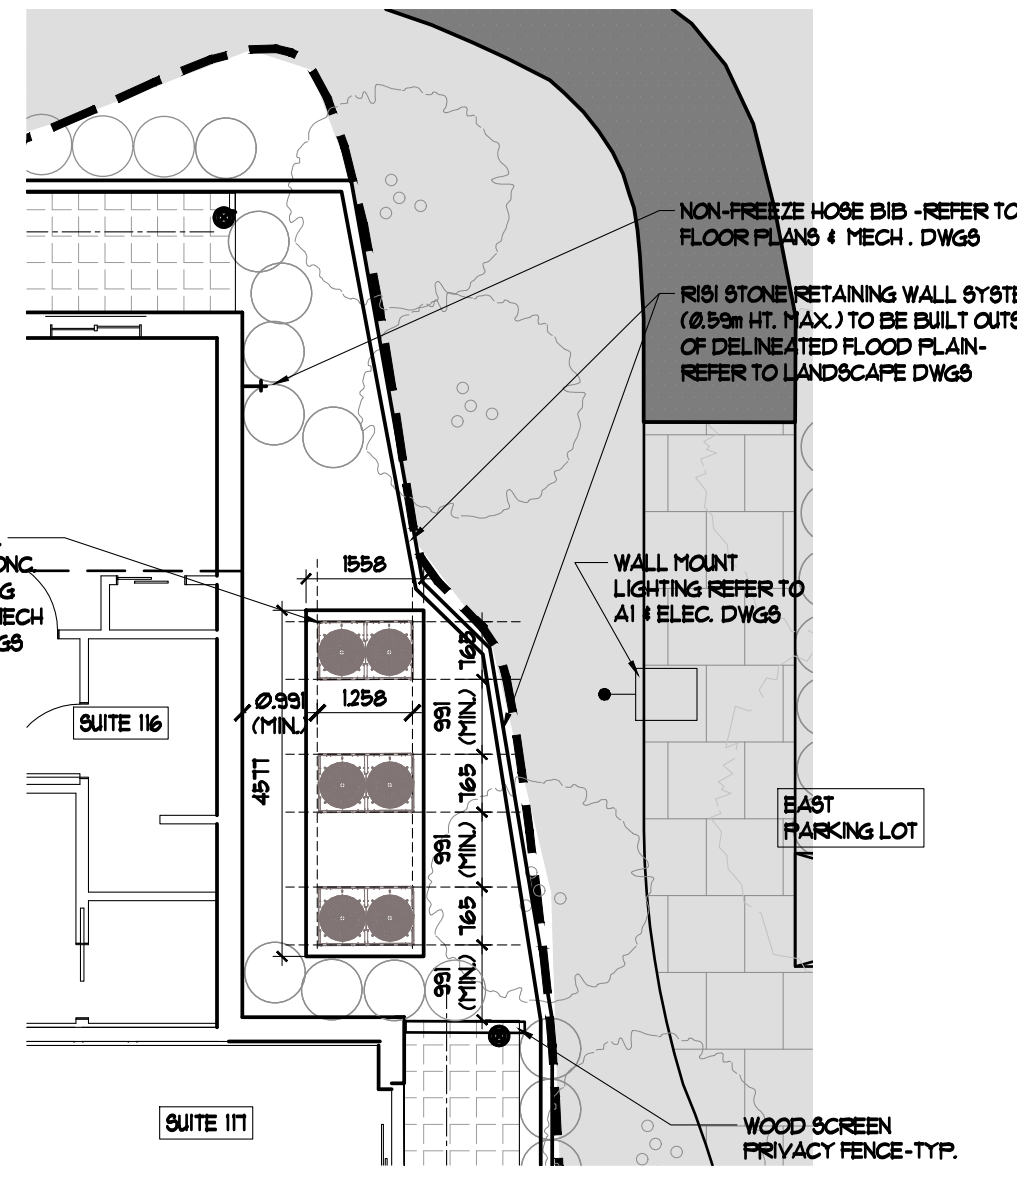 NON-FREEZE HOSE BIB -REFER TO
FLOOR PLANS & MECH. DWGS
RISI STONE RETAINING WALL SYSTE
(0.59m HT. MAX.) TO BE BUILT OUTS
OF DELINEATED FLOOD PLAIN-
REFER TO LANDSCAPE DWGS
ONC.
G
MECH
GS
1558
WALL MOUNT
LIGHTING REFER TO
A1 & ELEC. DWGS
765
0.991
(MIN.)
1.258
991
(MIN.)
SUITE 116
4577
765
EAST
PARKING LOT
991
(MIN.)
765
991
(MIN.)
SUITE 117
WOOD SCREEN
PRIVACY FENCE-TYP.